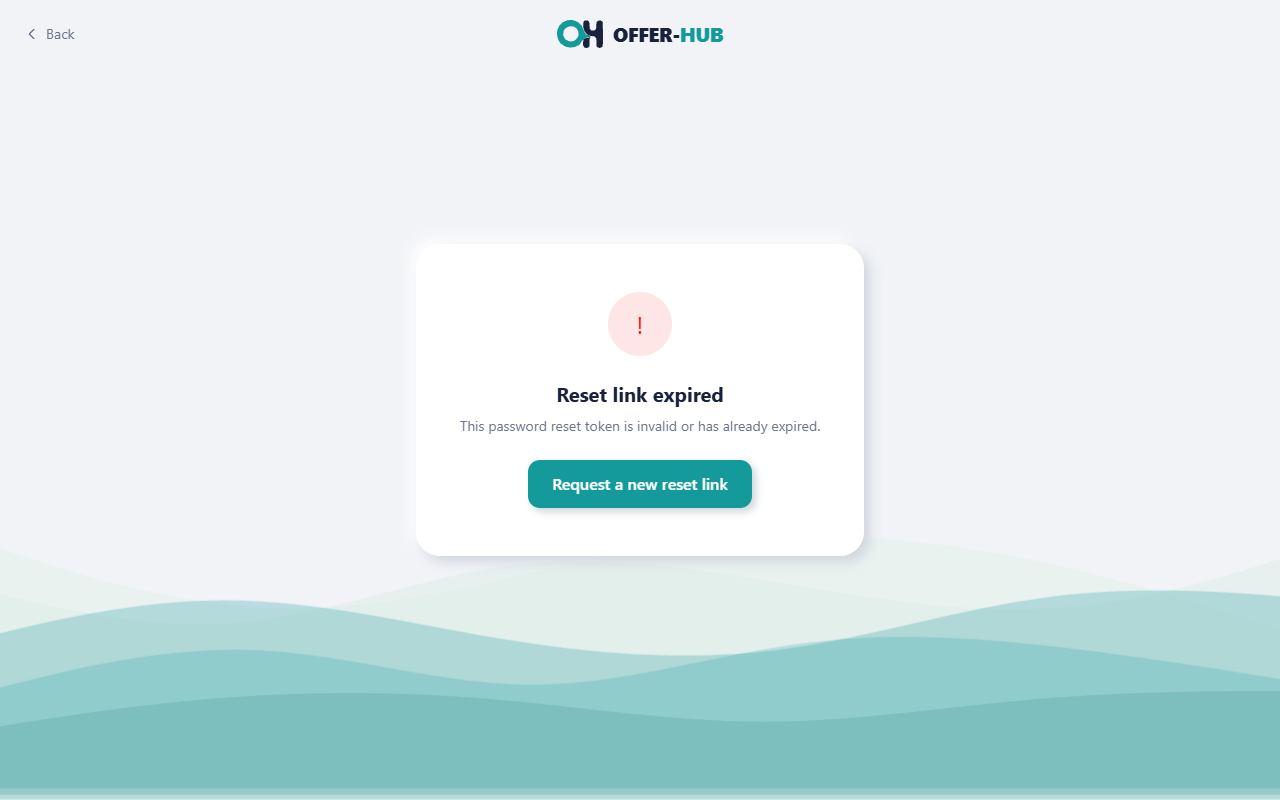 Back
OH OFFER-HUB
!
Reset link expired
This password reset token is invalid or has already expired.
Request a new reset link